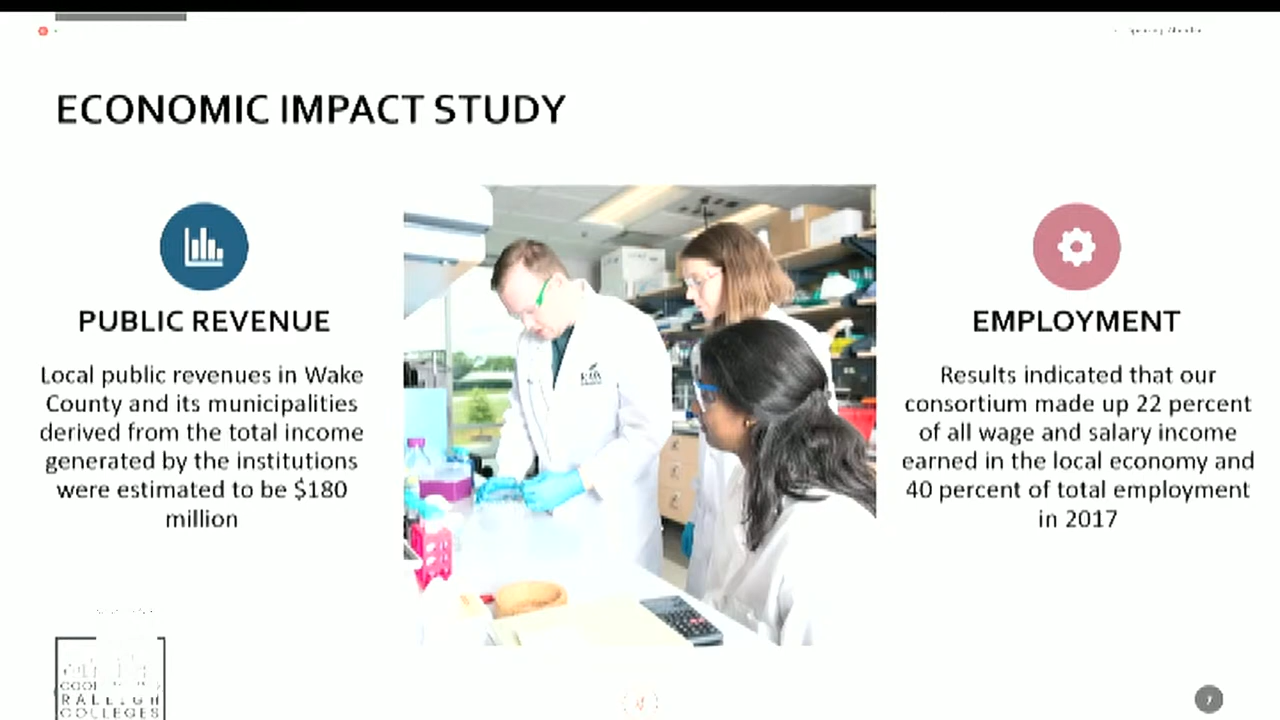 ECONOMIC IMPACT STUDY
PUBLIC REVENUE
Local public revenues in Wake
County and its municipalities
derived from the total income
generated by the institutions
were estimated to be $180
million
EMPLOYMENT
Results indicated that our
consortium made up 22 percent
of all wage and salary income
earned in the local economy and
40 percent of total employment
in 2017
RALEIGH
COLLEGES
7